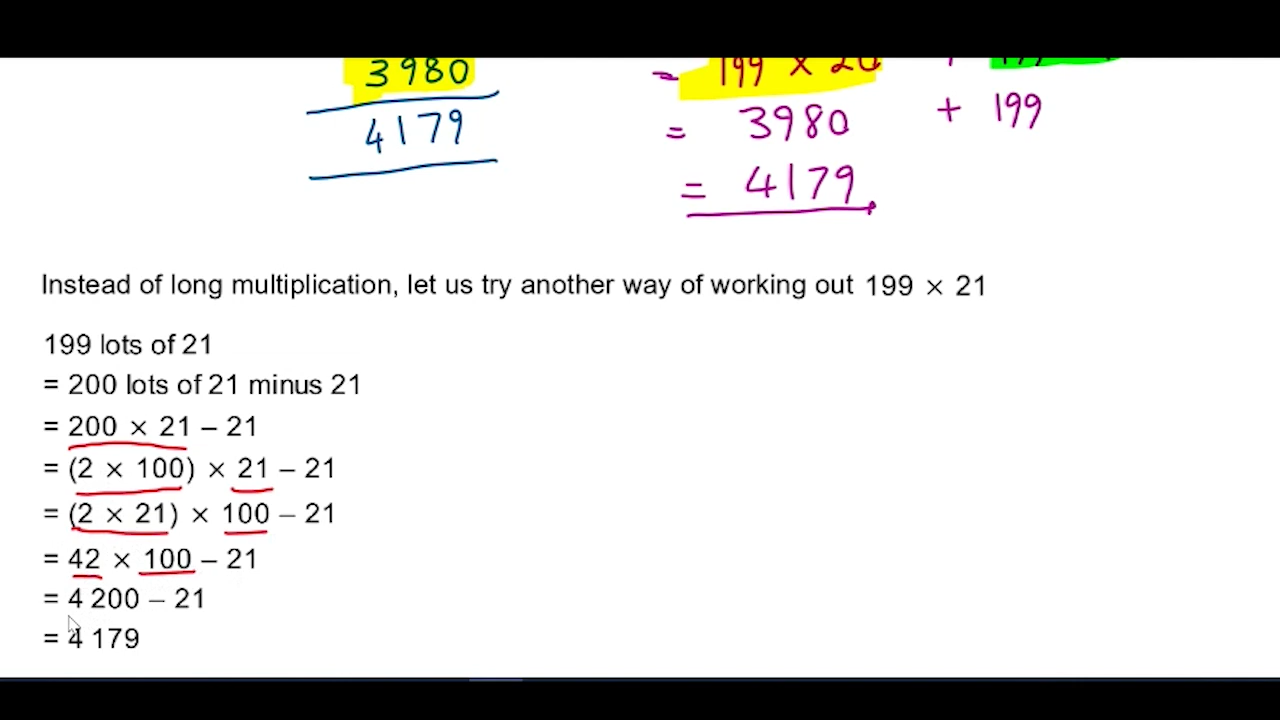 3980
4179
= 199 × 20 +
= 3980 + 199
= 4179
Instead of long multiplication, let us try another way of working out 199 × 21
199 lots of 21
= 200 lots of 21 minus 21
= 200 × 21 – 21
= (2 × 100) × 21 – 21
= (2 × 21) × 100 – 21
= 42 × 100 – 21
= 4 200 – 21
= 4 179